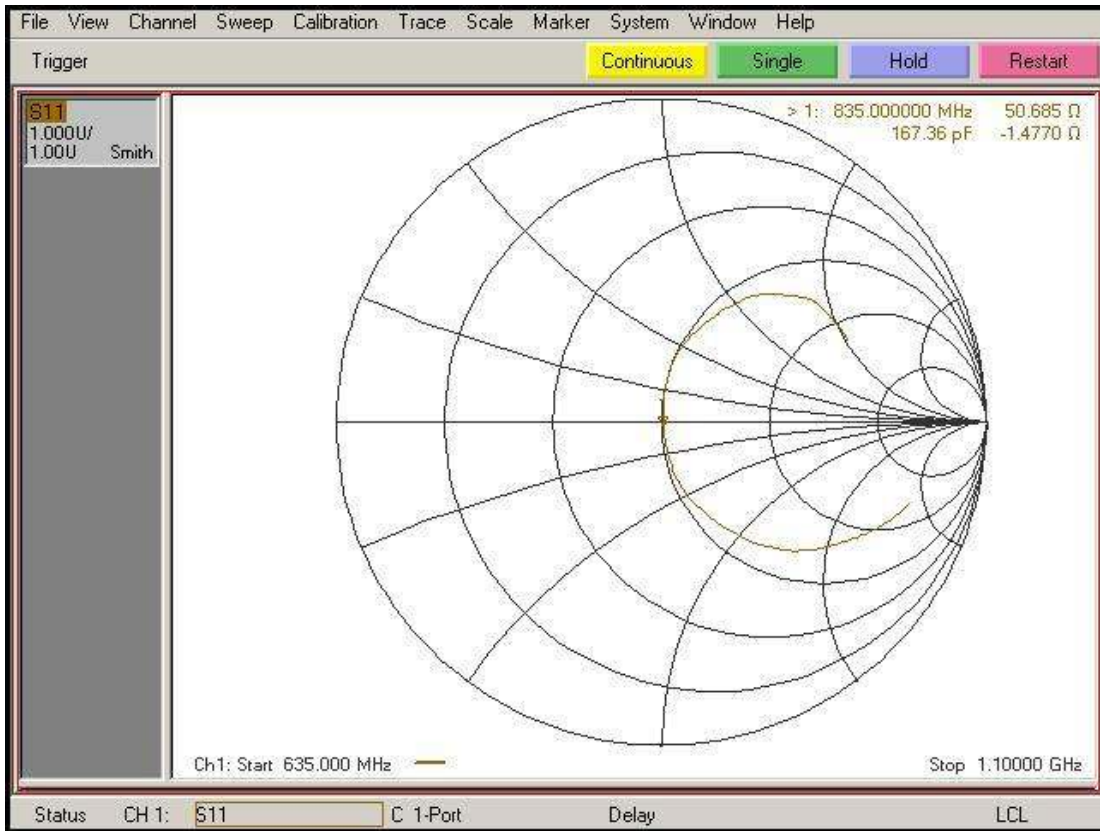 File View Channel Sweep Calibration Trace Scale Marker System Window Help
Trigger Continuous Single Hold Restart
S11
1.000U/
1.00U Smith
> 1: 835.000000 MHz 50.685 Ω
167.36 pF -1.4770 Ω
Ch1: Start 635.000 MHz Stop 1.10000 GHz
Status CH 1: S11 C 1-Port Delay LCL